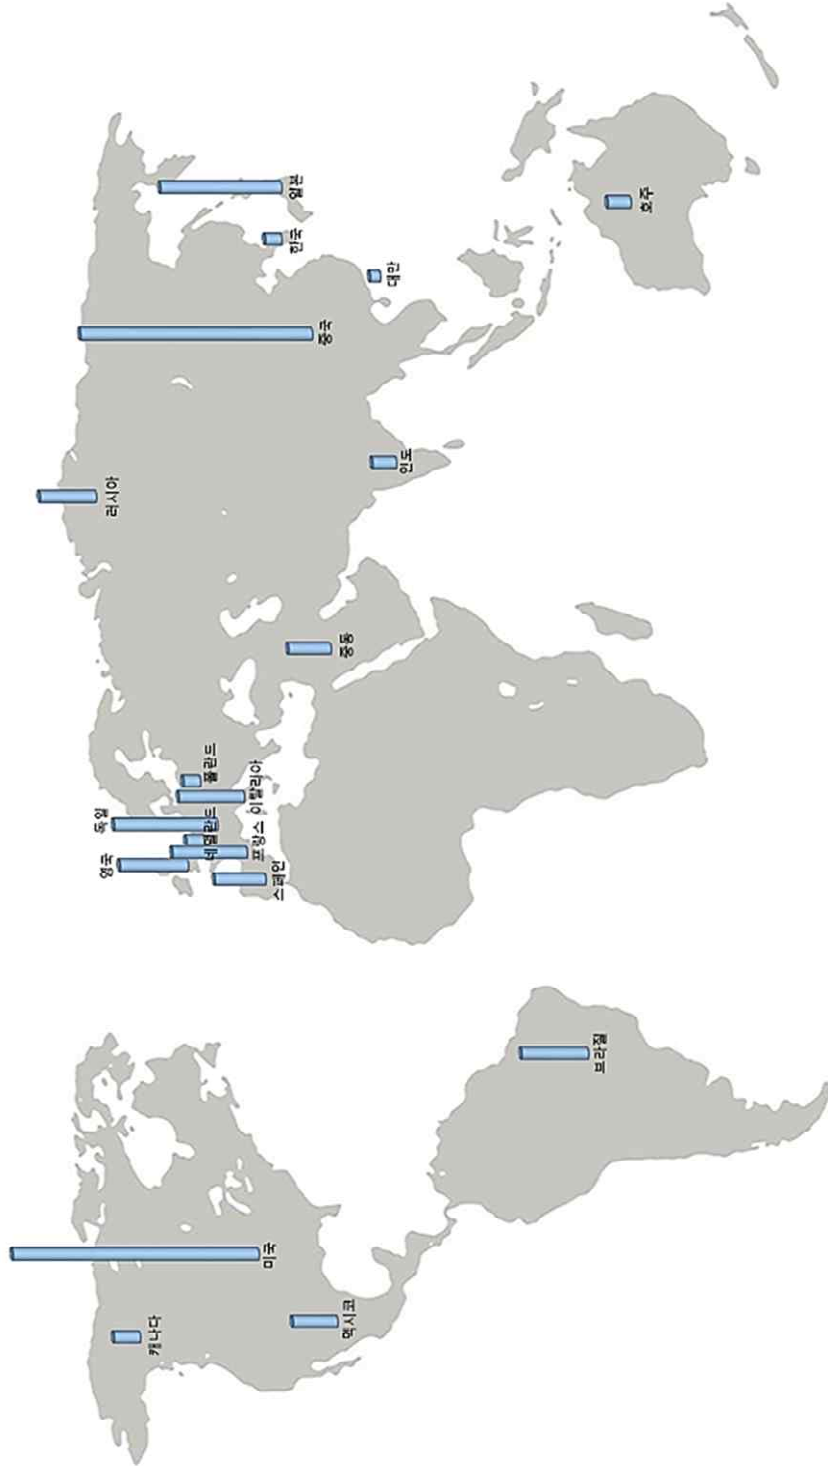 영국
독일
러시아
캐나다
네덜란드
폴란드
프랑스
이탈리아
미국
스페인
한국
일본
중국
멕시코
중동
대만
인도
브라질
호주